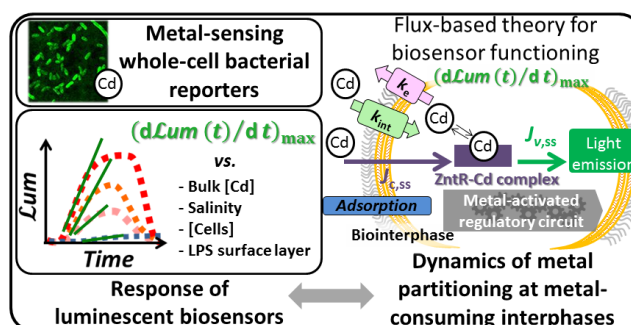 Metal-sensing
whole-cell bacterial
reporters
Cd
(dLum (t)/d t)max
vs.
- Bulk [Cd]
- Salinity
- [Cells]
- LPS surface layer
Lum
Time
Response of
luminescent biosensors
Flux-based theory for
biosensor functioning
(dLum (t)/d t)max
Cd
ke
kint
Cd
Cd
Cd
Jc,ss
ZntR-Cd complex
Jv,ss
Light
emission
Adsorption
Biointerphase
Metal-activated
regulatory circuit
Dynamics of metal
partitioning at metal-
consuming interphases